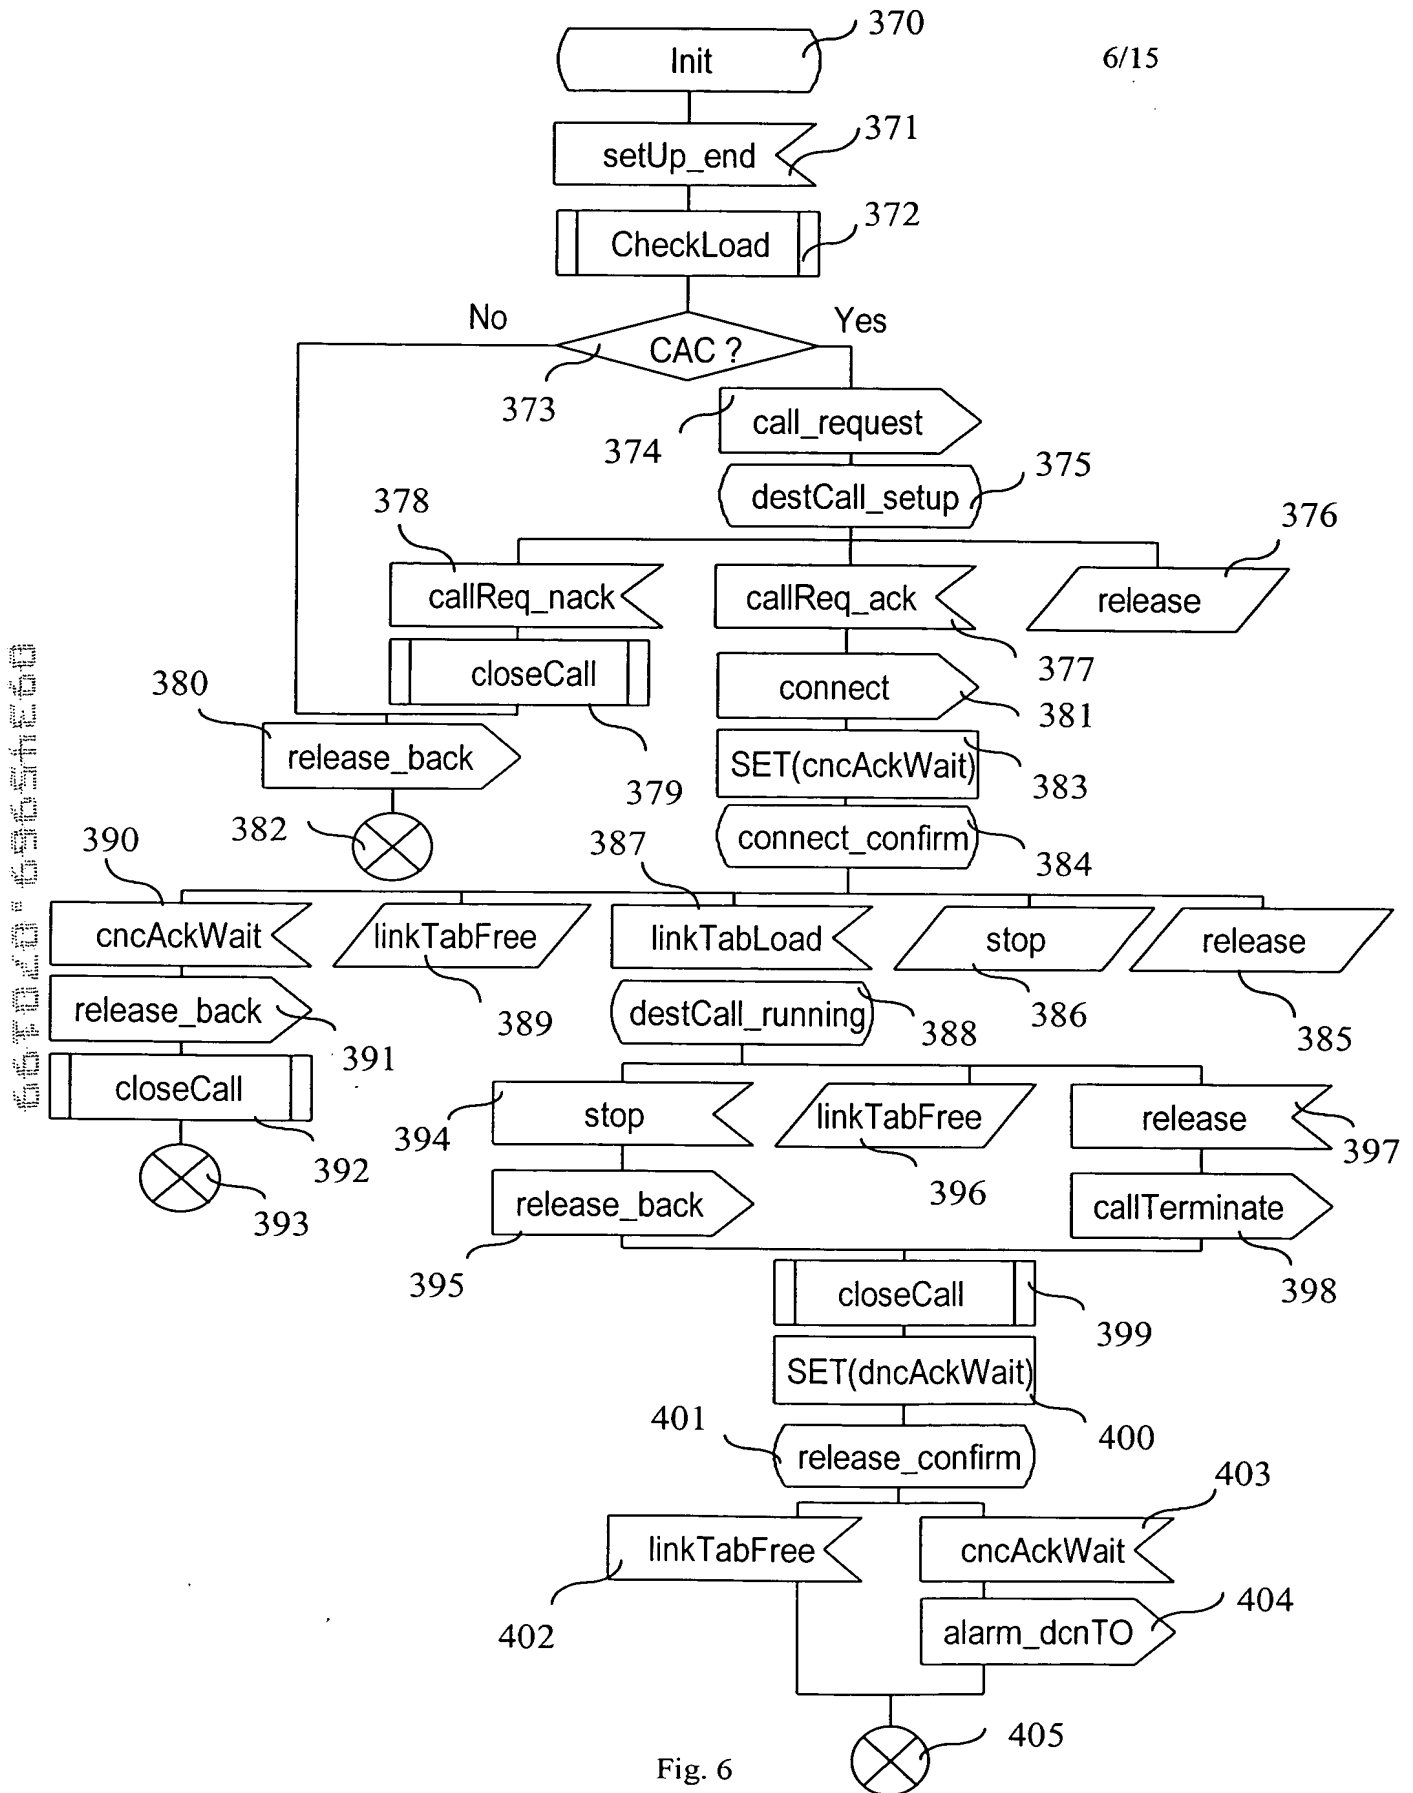 370
Init
6/15
371
setUp_end
372
CheckLoad
No
Yes
CAC ?
373
call_request
374
375
destCall_setup
378
376
callReq_nack
callReq_ack
release
377
closeCall
connect
380
381
release_back
SET(cncAckWait)
379
383
382
connect_confirm
390
387
384
cncAckWait
linkTabFree
linkTabLoad
stop
release
release_back
destCall_running
391
389
388
386
385
closeCall
394
stop
linkTabFree
release
397
392
393
release_back
396
callTerminate
395
398
closeCall
399
SET(dncAckWait)
401
400
release_confirm
403
linkTabFree
cncAckWait
404
402
alarm_dcnTO
405
Fig. 6
09345059.070199